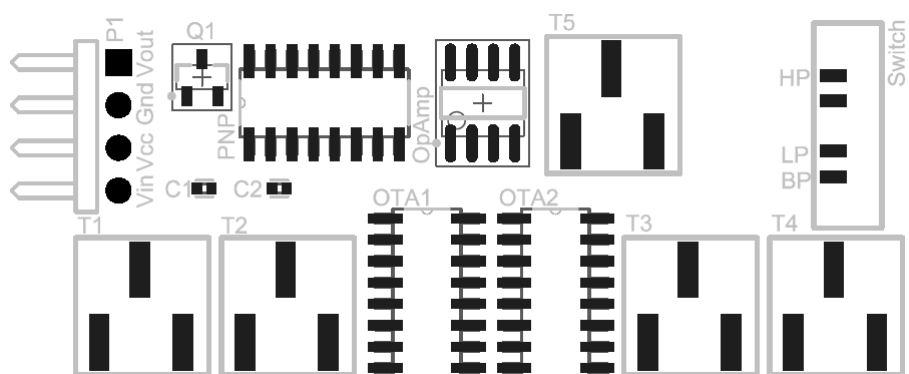 P1
Vout
Gnd
Vcc
Vin
Q1
PNP
OpAmp
T5
Switch
HP
LP
BP
C1
C2
OTA1
OTA2
T1
T2
T3
T4